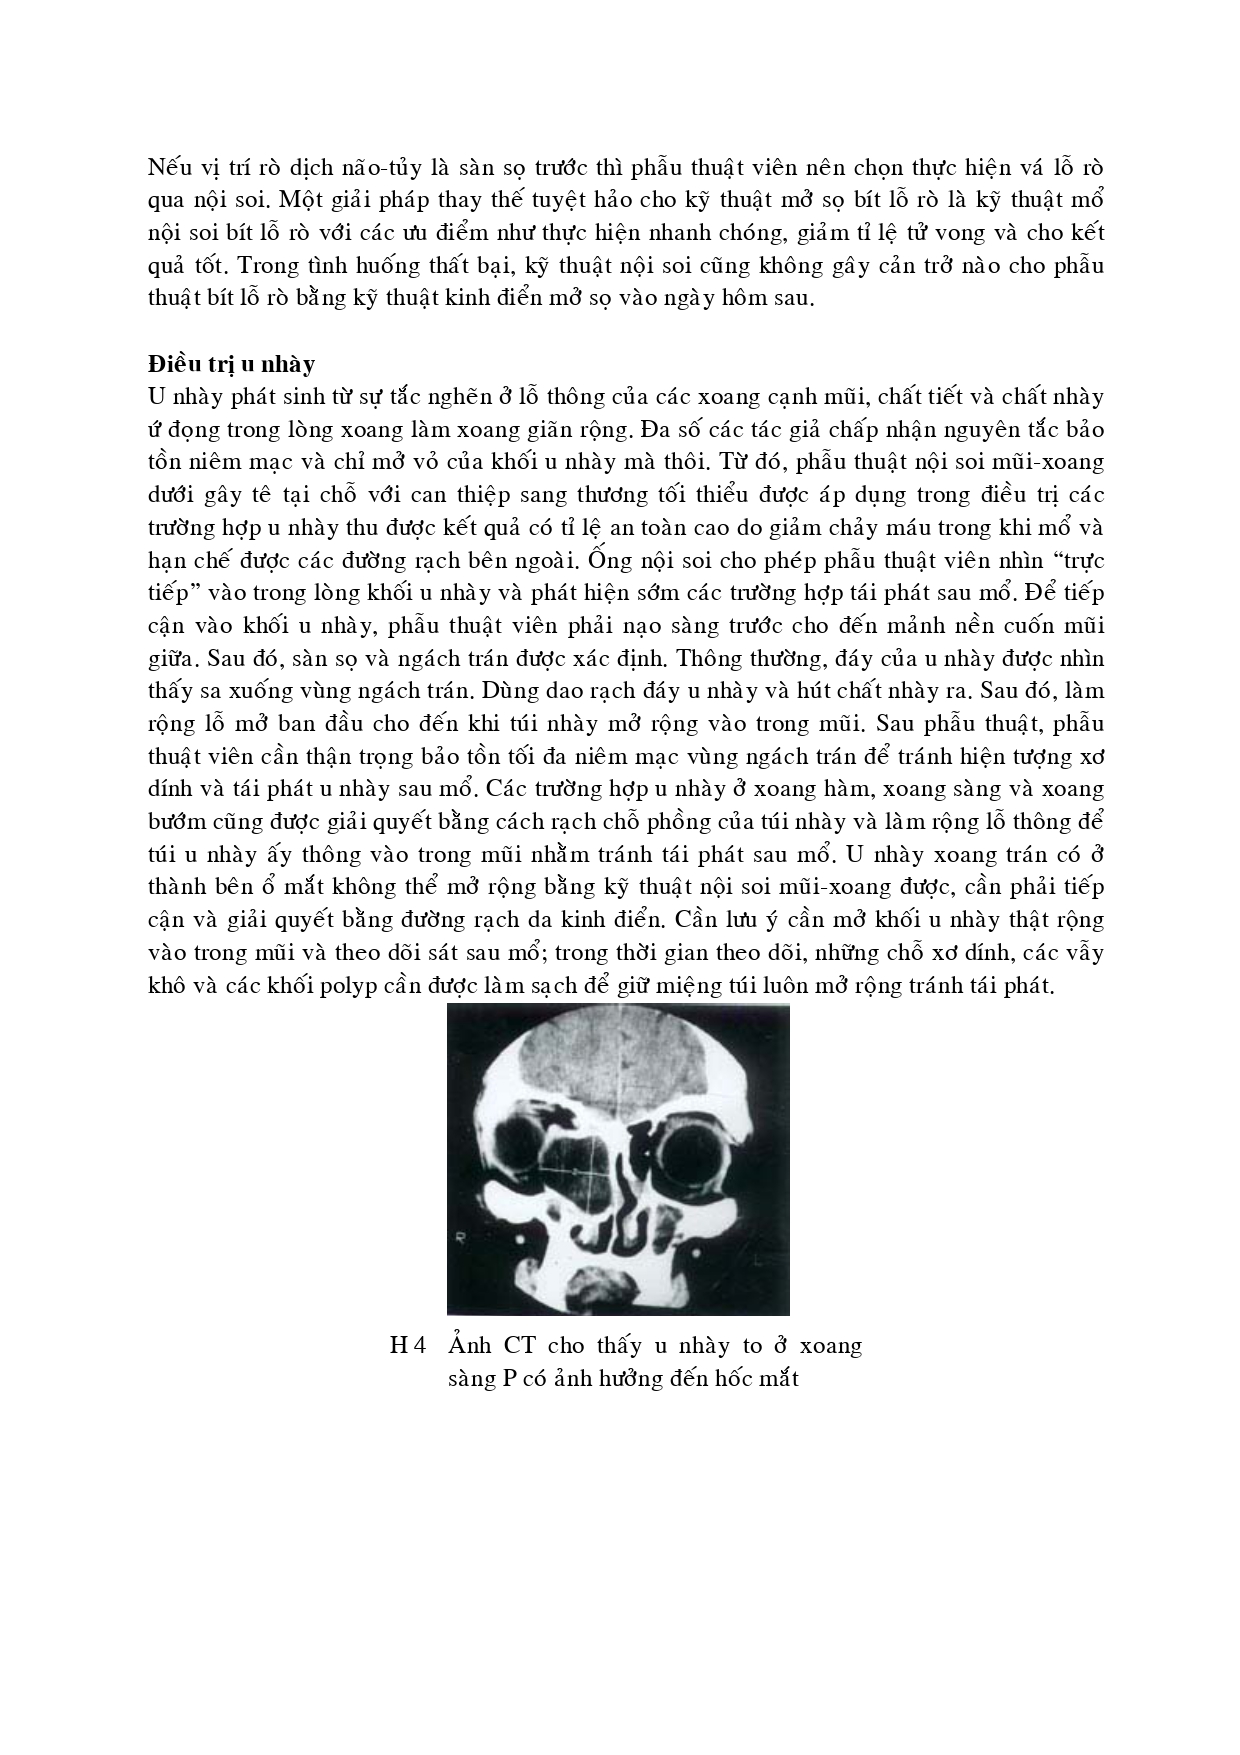 Nếu vị trí rò dịch não-tủy là sàn sọ trước thì phẫu thuật viên nên chọn thực hiện vá lỗ rò
qua nội soi. Một giải pháp thay thế tuyệt hảo cho kỹ thuật mở sọ bít lỗ rò là kỹ thuật mổ
nội soi bít lỗ rò với các ưu điểm như thực hiện nhanh chóng, giảm tỉ lệ tử vong và cho kết
quả tốt. Trong tình huống thất bại, kỹ thuật nội soi cũng không gây cản trở nào cho phẫu
thuật bít lỗ rò bằng kỹ thuật kinh điển mở sọ vào ngày hôm sau.
Điều trị u nhày
U nhày phát sinh từ sự tắc nghẽn ở lỗ thông của các xoang cạnh mũi, chất tiết và chất nhày
ứ đọng trong lòng xoang làm xoang giãn rộng. Đa số các tác giả chấp nhận nguyên tắc bảo
tồn niêm mạc và chỉ mở vỏ của khối u nhày mà thôi. Từ đó, phẫu thuật nội soi mũi-xoang
dưới gây tê tại chỗ với can thiệp sang thương tối thiểu được áp dụng trong điều trị các
trường hợp u nhày thu được kết quả có tỉ lệ an toàn cao do giảm chảy máu trong khi mổ và
hạn chế được các đường rạch bên ngoài. Ống nội soi cho phép phẫu thuật viên nhìn “trực
tiếp” vào trong lòng khối u nhày và phát hiện sớm các trường hợp tái phát sau mổ. Để tiếp
cận vào khối u nhày, phẫu thuật viên phải nạo sàng trước cho đến mảnh nền cuốn mũi
giữa. Sau đó, sàn sọ và ngách trán được xác định. Thông thường, đáy của u nhày được nhìn
thấy sa xuống vùng ngách trán. Dùng dao rạch đáy u nhày và hút chất nhày ra. Sau đó, làm
rộng lỗ mở ban đầu cho đến khi túi nhày mở rộng vào trong mũi. Sau phẫu thuật, phẫu
thuật viên cần thận trọng bảo tồn tối đa niêm mạc vùng ngách trán để tránh hiện tượng xơ
dính và tái phát u nhày sau mổ. Các trường hợp u nhày ở xoang hàm, xoang sàng và xoang
bướm cũng được giải quyết bằng cách rạch chỗ phồng của túi nhày và làm rộng lỗ thông để
túi u nhày ấy thông vào trong mũi nhằm tránh tái phát sau mổ. U nhày xoang trán có ở
thành bên ổ mắt không thể mở rộng bằng kỹ thuật nội soi mũi-xoang được, cần phải tiếp
cận và giải quyết bằng đường rạch da kinh điển. Cần lưu ý cần mở khối u nhày thật rộng
vào trong mũi và theo dõi sát sau mổ; trong thời gian theo dõi, những chỗ xơ dính, các vẫy
khô và các khối polyp cần được làm sạch để giữ miệng túi luôn mở rộng tránh tái phát.
R
L
H 4 Ảnh CT cho thấy u nhày to ở xoang
sàng P có ảnh hưởng đến hốc mắt